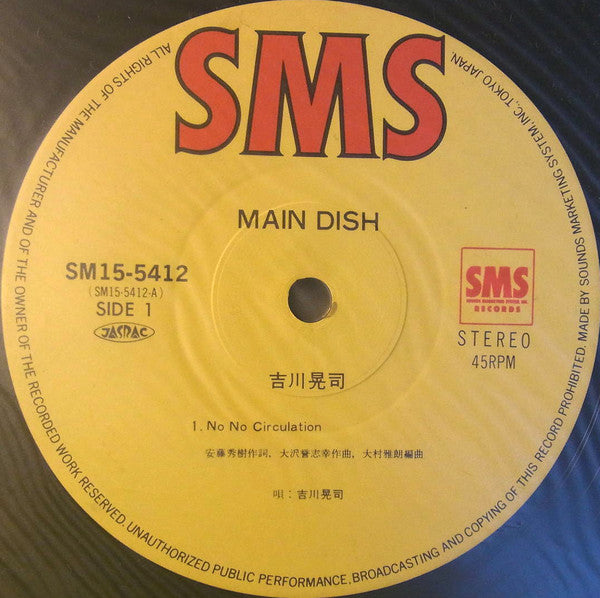 SMS
MAIN DISH
SM15-5412
(SM15-5412-A)
SIDE 1
JASRAC
SMS
SOUNDS MARKETING SYSTEM, INC.
RECORDS
STEREO
45RPM
吉川晃司
1. No No Circulation
安藤秀樹作詞, 大沢誉志幸作曲, 大村雅朗編曲
唄：吉川晃司
ALL RIGHTS OF THE MANUFACTURER AND OF THE OWNER OF THE RECORDED WORK RESERVED. UNAUTHORIZED PUBLIC PERFORMANCE, BROADCASTING AND COPYING OF THIS RECORD PROHIBITED. MADE BY SOUNDS MARKETING SYSTEM, INC., TOKYO JAPAN.